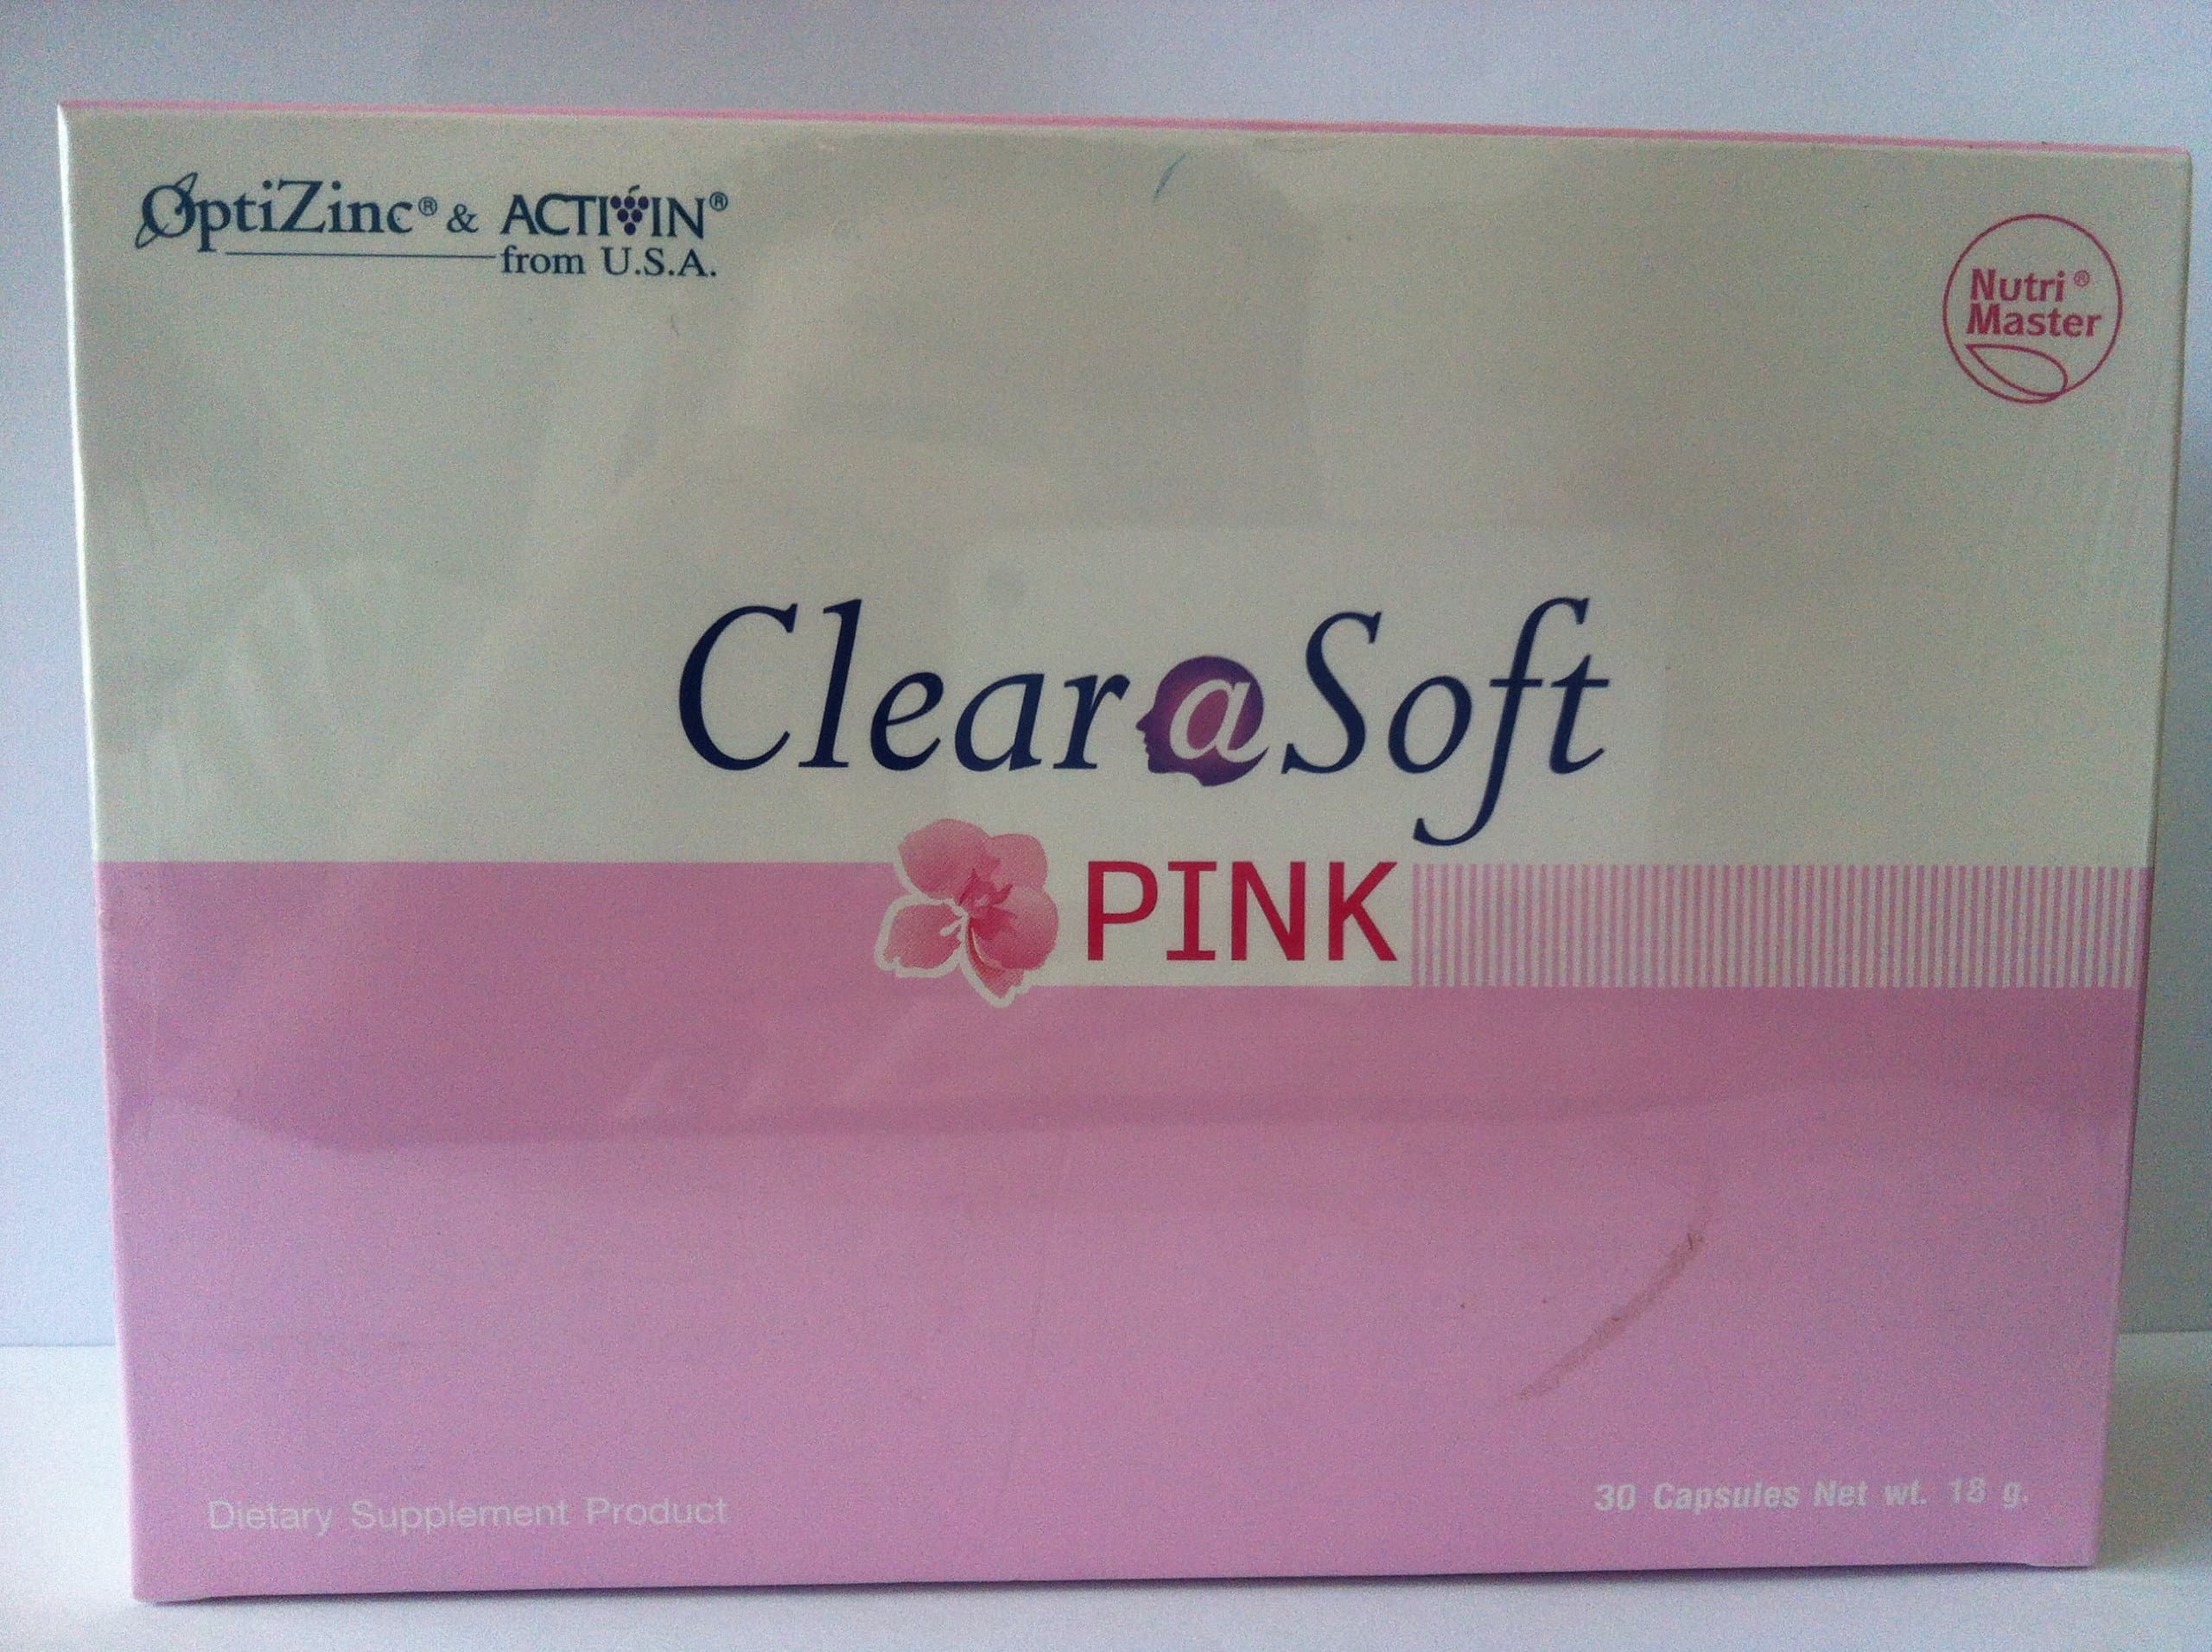 OptiZinc® & ACTIVIN®
from U.S.A.
Nutri®
Master
Clear@Soft
PINK
Dietary Supplement Product
30 Capsules Net wt. 18 g.